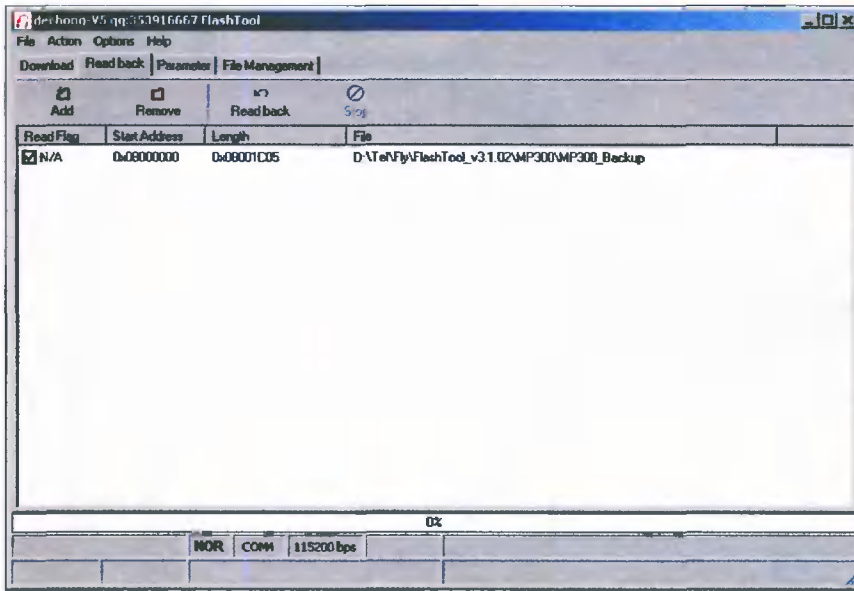 derhong-V5 qq:353916667 FlashTool
File Action Options Help
Download Read back Parameter File Management
Add Remove Read back Stop
Read Flag Start Address Length File
N/A 0x08000000 0x08001C05 D:\Tel\Fly\FlashTool_v3.1.02\MP300\MP300_Backup
0%
NOR COM4 115200 bps